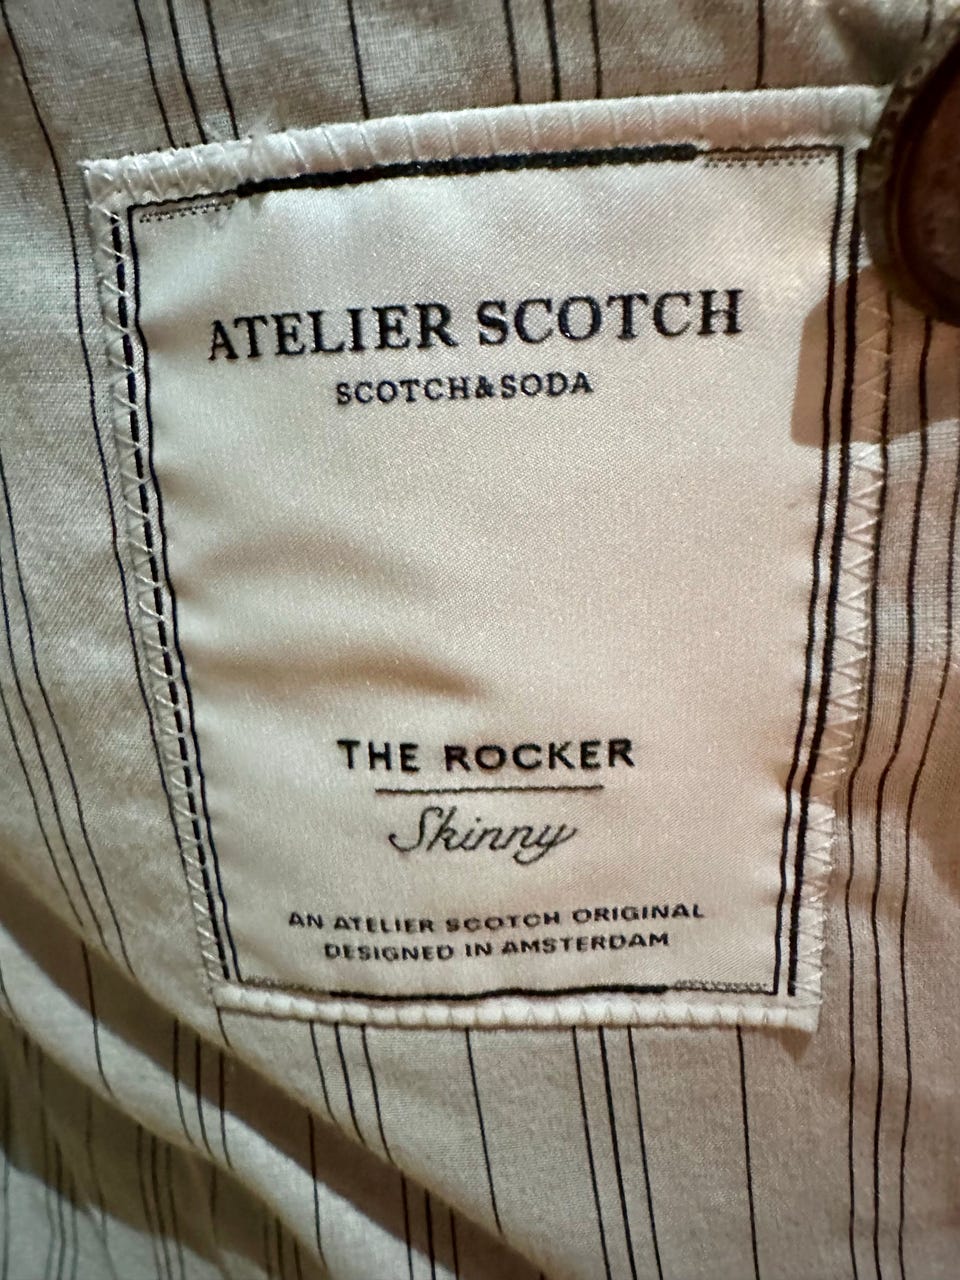 ATELIER SCOTCH
SCOTCH&SODA
THE ROCKER
Skinny
AN ATELIER SCOTCH ORIGINAL
DESIGNED IN AMSTERDAM